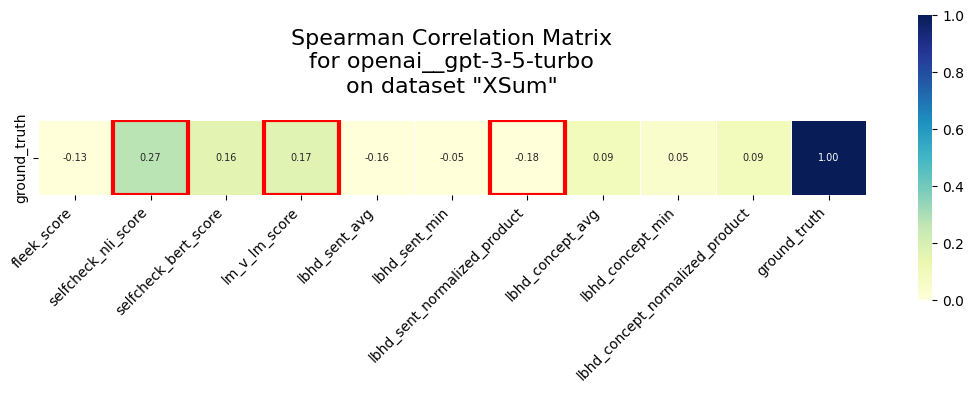 Spearman Correlation Matrix
for openai__gpt-3-5-turbo
on dataset "XSum"
ground_truth
-0.13 0.27 0.16 0.17 -0.16 -0.05 -0.18 0.09 0.05 0.09 1.00
fleek_score
selfcheck_nli_score
selfcheck_bert_score
lm_v_lm_score
lbhd_sent_avg
lbhd_sent_min
lbhd_sent_normalized_product
lbhd_concept_avg
lbhd_concept_min
lbhd_concept_normalized_product
ground_truth
1.0
0.8
0.6
0.4
0.2
0.0